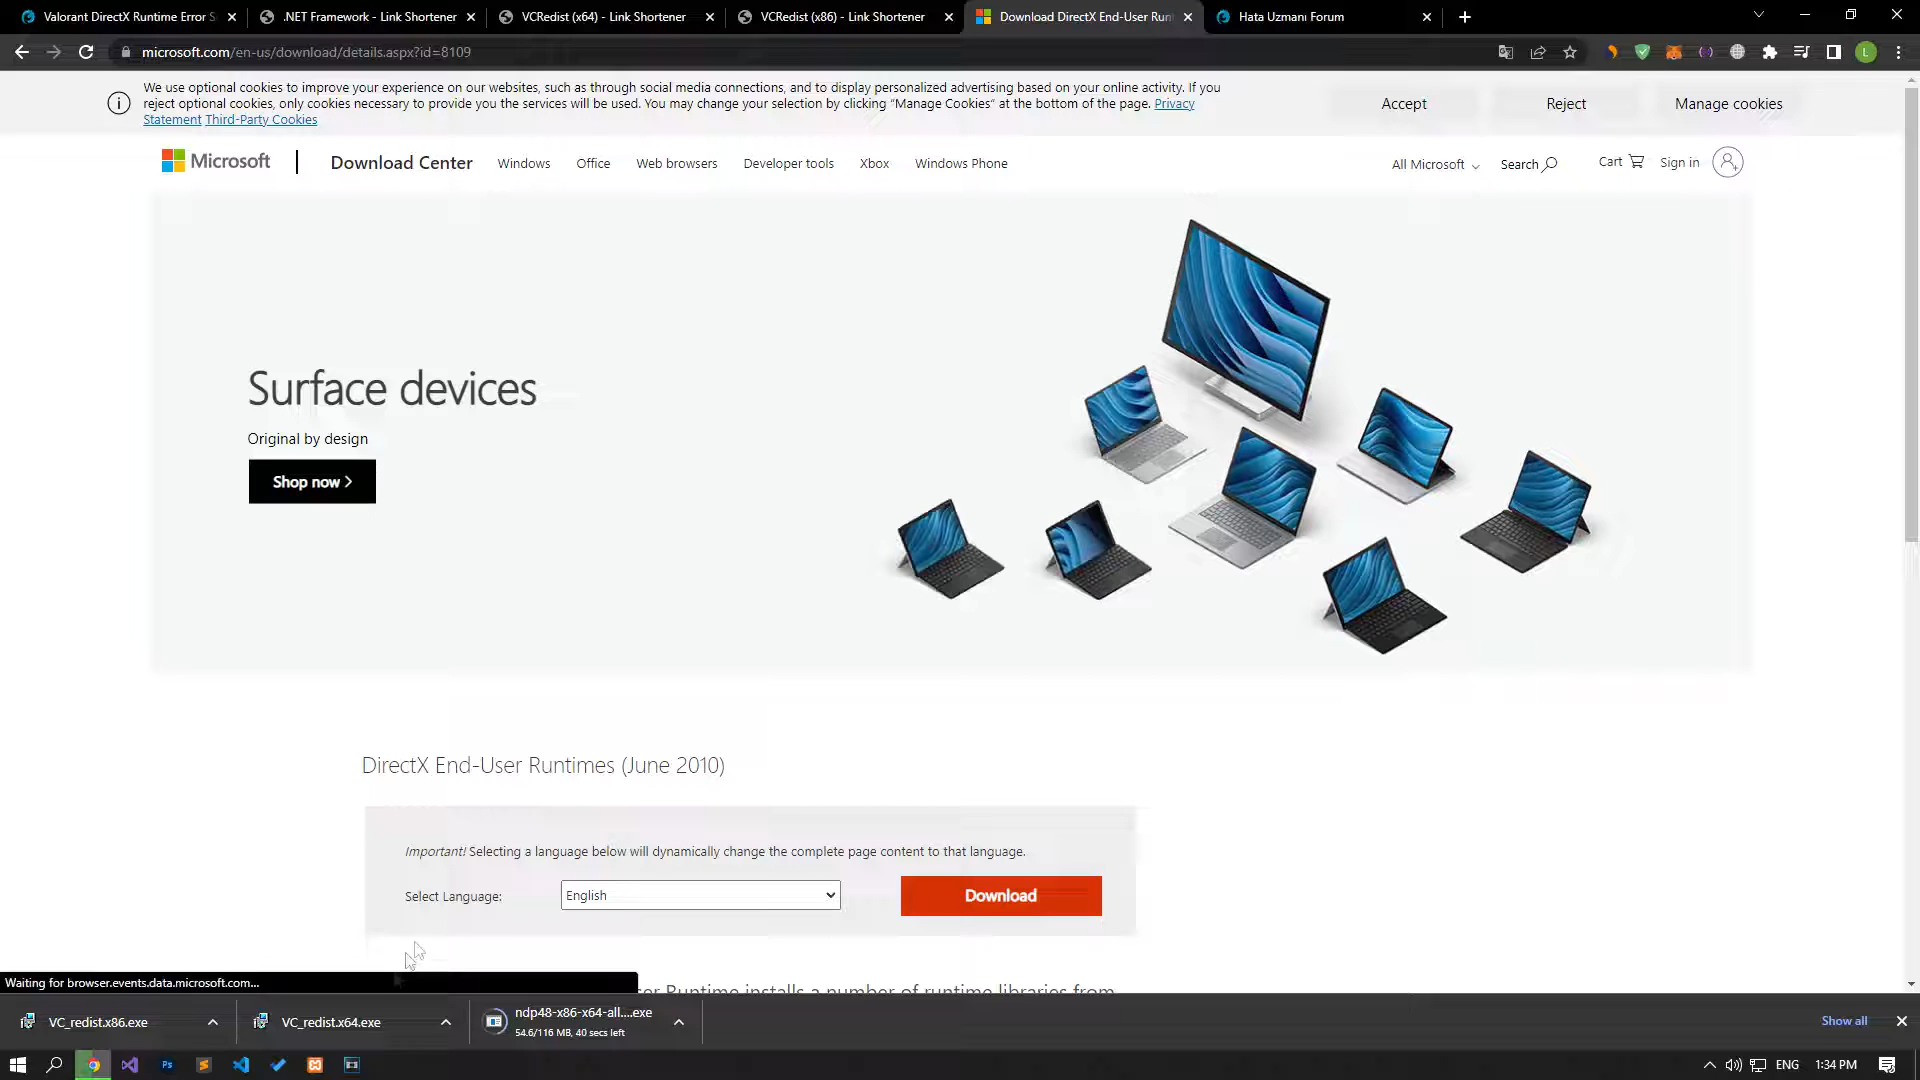 Valorant DirectX Runtime Error S
.NET Framework - Link Shortener
VCRedist (x64) - Link Shortener
VCRedist (x86) - Link Shortener
Download DirectX End-User Run
Hata Uzmanı Forum
microsoft.com/en-us/download/details.aspx?id=8109
L
We use optional cookies to improve your experience on our websites, such as through social media connections, and to display personalized advertising based on your online activity. If you
reject optional cookies, only cookies necessary to provide you the services will be used. You may change your selection by clicking “Manage Cookies” at the bottom of the page. Privacy
Statement Third-Party Cookies
Accept
Reject
Manage cookies
Microsoft
Download Center
Windows
Office
Web browsers
Developer tools
Xbox
Windows Phone
All Microsoft
Search
Cart
Sign in
Surface devices
Original by design
Shop now
DirectX End-User Runtimes (June 2010)
Important! Selecting a language below will dynamically change the complete page content to that language.
Select Language:
English
Download
ser Runtime installs a number of runtime libraries from
Waiting for browser.events.data.microsoft.com...
VC_redist.x86.exe
VC_redist.x64.exe
ndp48-x86-x64-all....exe
54.6/116 MB, 40 secs left
Show all
Ps
ENG
1:34 PM